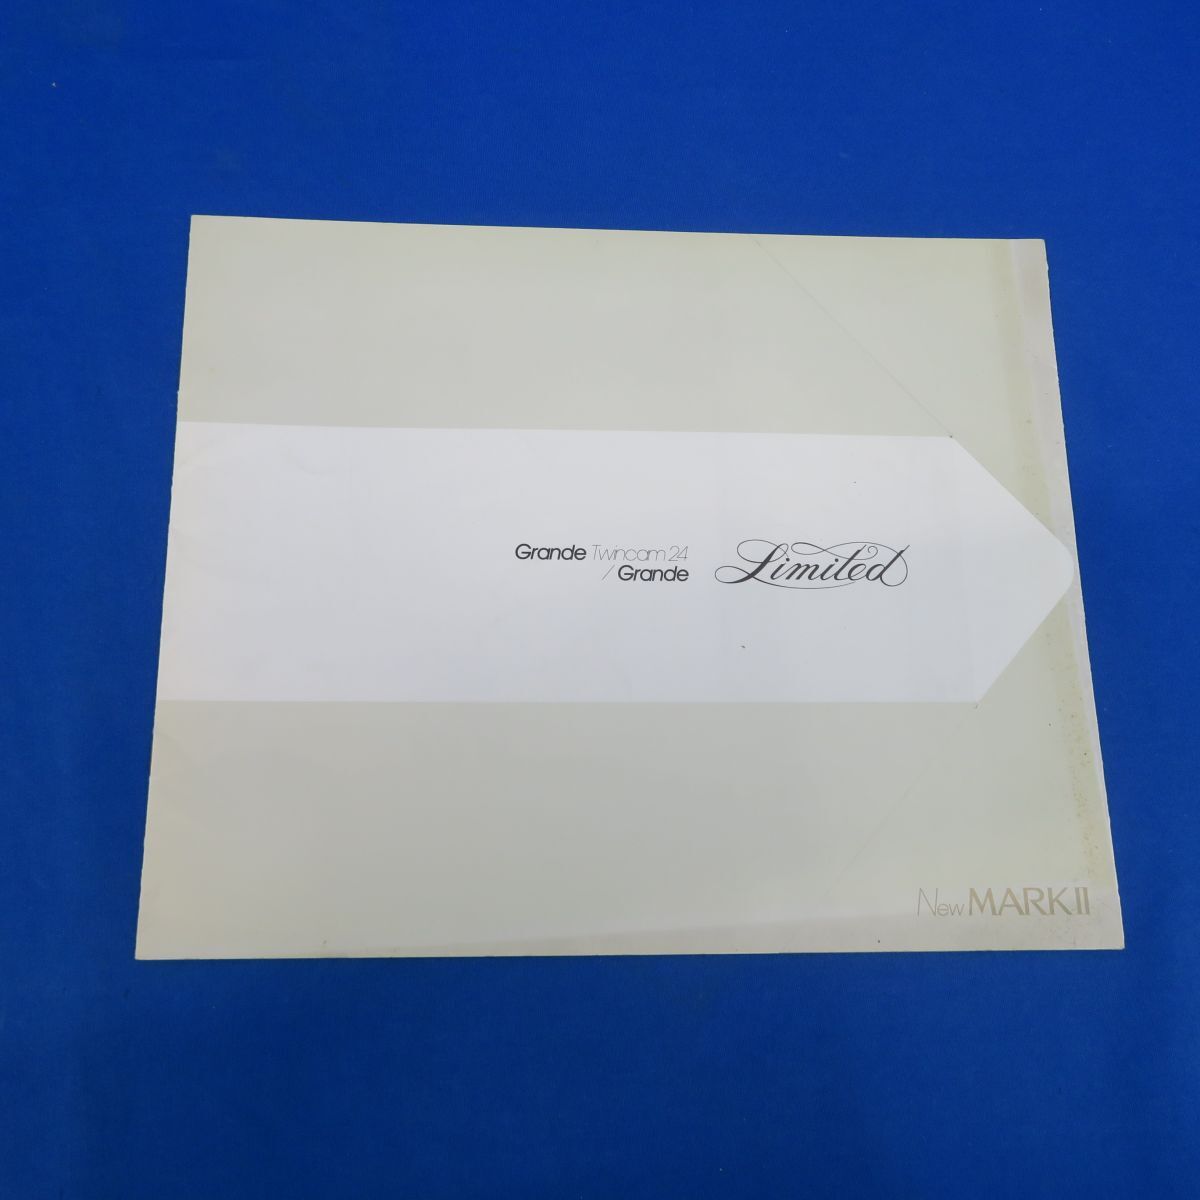 Grande Twincam 24
/ Grande
Limited
New MARK II